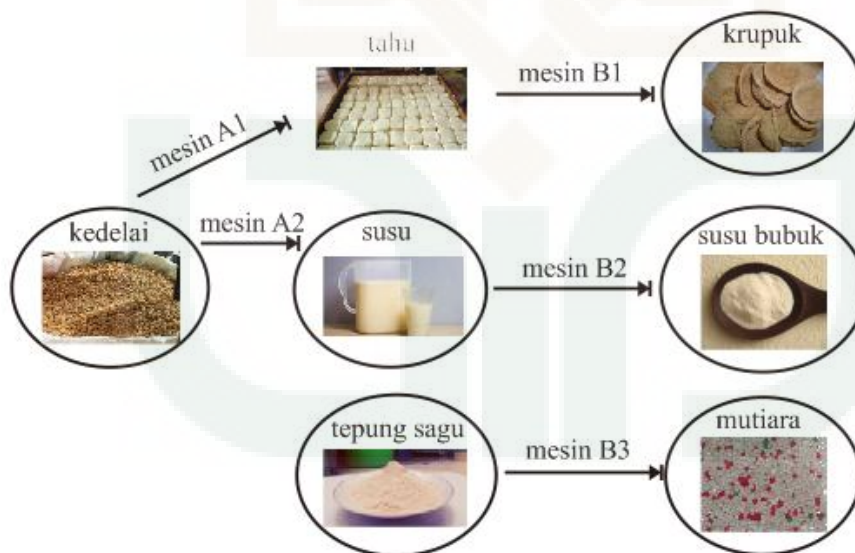 tahu
mesin B1
krupuk
mesin A1
kedelai
mesin A2
susu
mesin B2
susu bubuk
tepung sagu
mesin B3
mutiara